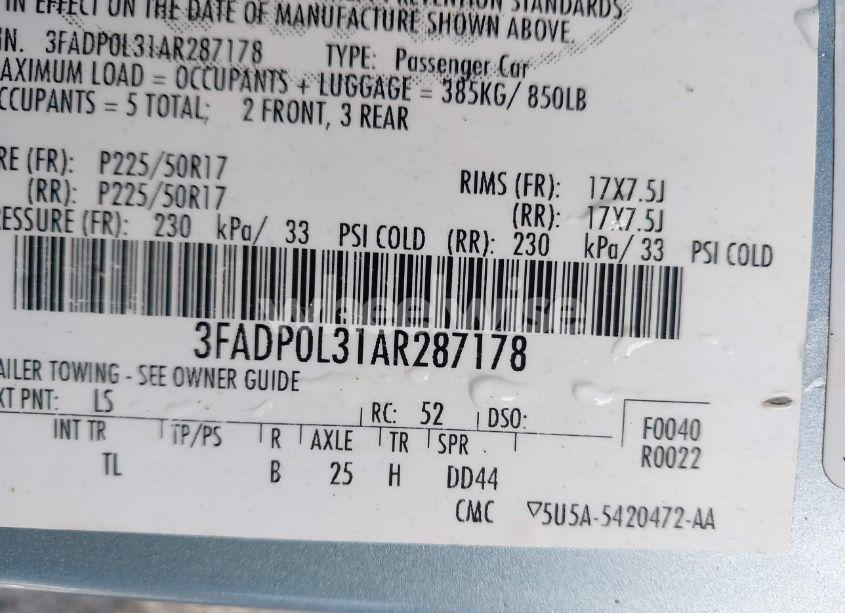 IN EFFECT ON THE DATE OF MANUFACTURE SHOWN ABOVE.
IN. 3FADP0L31AR287178 TYPE: Passenger Car
AXIMUM LOAD = OCCUPANTS + LUGGAGE = 385KG/ 850LB
CCUPANTS = 5 TOTAL; 2 FRONT, 3 REAR
RE (FR): P225/50R17 RIMS (FR): 17X7.5J
(RR): P225/50R17 (RR): 17X7.5J
RESSURE (FR): 230 kPa/ 33 PSI COLD (RR): 230 kPa/ 33 PSI COLD
wheelwise
3FADP0L31AR287178
AILER TOWING - SEE OWNER GUIDE
XT PNT: LS RC: 52 DSO:
INT TR TP/PS R AXLE TR SPR F0040
TL B 25 H DD44 R0022
CMC ▽5U5A-5420472-AA